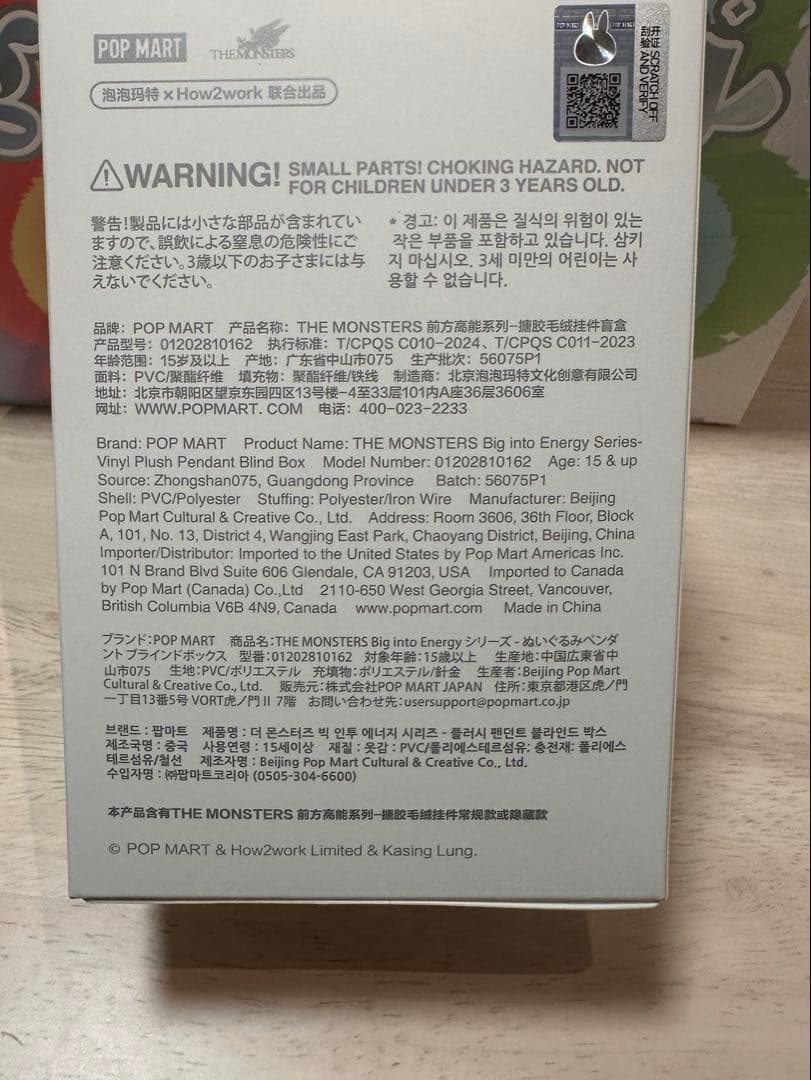 POP MART
THE MONSTERS
泡泡玛特 × How2work 联合出品
POP MART
刮开验证
SCRATCH OFF
AND VERIFY
WARNING! SMALL PARTS! CHOKING HAZARD. NOT
FOR CHILDREN UNDER 3 YEARS OLD.
警告!製品には小さな部品が含まれてい
ますので、誤飲による窒息の危険性にご
注意ください。3歳以下のお子さまには与
えないでください。
* 경고: 이 제품은 질식의 위험이 있는
작은 부품을 포함하고 있습니다. 삼키
지 마십시오. 3세 미만의 어린이는 사
용할 수 없습니다.
品牌: POP MART 产品名称: THE MONSTERS 前方高能系列-搪胶毛绒挂件盲盒
产品型号: 01202810162 执行标准: T/CPQS C010-2024、T/CPQS C011-2023
年龄范围: 15岁及以上 产地: 广东省中山市075 生产批次: 56075P1
面料: PVC/聚酯纤维 填充物: 聚酯纤维/铁线 制造商: 北京泡泡玛特文化创意有限公司
地址: 北京市朝阳区望京东园四区13号楼-4至33层101内A座36层3606室
网址: WWW.POPMART. COM 电话: 400-023-2233
Brand: POP MART Product Name: THE MONSTERS Big into Energy Series-
Vinyl Plush Pendant Blind Box Model Number: 01202810162 Age: 15 & up
Source: Zhongshan075, Guangdong Province Batch: 56075P1
Shell: PVC/Polyester Stuffing: Polyester/Iron Wire Manufacturer: Beijing
Pop Mart Cultural & Creative Co., Ltd. Address: Room 3606, 36th Floor, Block
A, 101, No. 13, District 4, Wangjing East Park, Chaoyang District, Beijing, China
Importer/Distributor: Imported to the United States by Pop Mart Americas Inc.
101 N Brand Blvd Suite 606 Glendale, CA 91203, USA Imported to Canada
by Pop Mart (Canada) Co.,Ltd 2110-650 West Georgia Street, Vancouver,
British Columbia V6B 4N9, Canada www.popmart.com Made in China
ブランド:POP MART 商品名:THE MONSTERS Big into Energy シリーズ - ぬいぐるみペンダ
ント ブラインドボックス 型番:01202810162 対象年齢:15歳以上 生産地:中国広東省中
山市075 生地:PVC/ポリエステル 充填物:ポリエステル/針金 生産者:Beijing Pop Mart
Cultural & Creative Co., Ltd. 販売元:株式会社POP MART JAPAN 住所:東京都港区虎ノ門
一丁目13番5号 VORT虎ノ門II 7階 お問い合わせ先:usersupport@popmart.co.jp
브랜드 : 팝마트 제품명 : 더 몬스터즈 빅 인투 에너지 시리즈 - 플러시 팬던트 블라인드 박스
제조국명 : 중국 사용연령 : 15세이상 재질 : 옷감 : PVC/폴리에스테르섬유; 충전재: 폴리에스
테르섬유/철선 제조자명 : Beijing Pop Mart Cultural & Creative Co., Ltd.
수입자명 : ㈜팝마트코리아 (0505-304-6600)
本产品含有THE MONSTERS 前方高能系列-搪胶毛绒挂件常规款或隐藏款
© POP MART & How2work Limited & Kasing Lung.